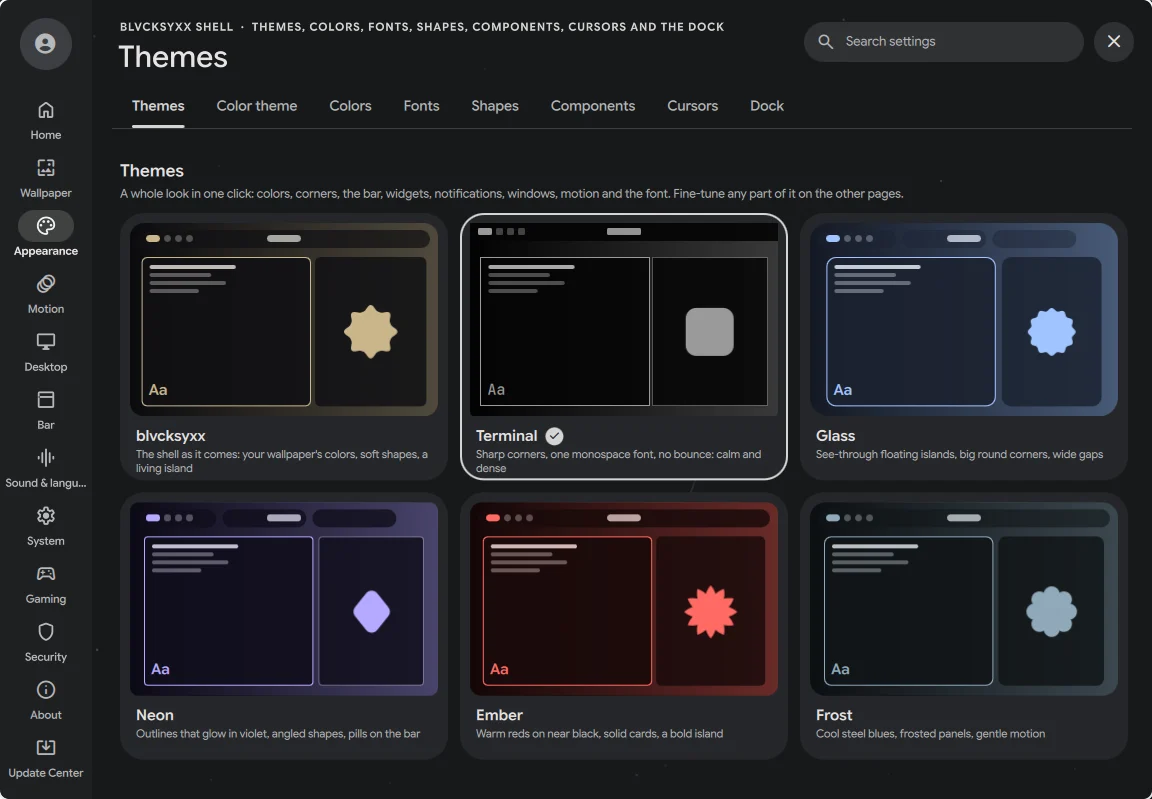 BLVCKSYXX SHELL · THEMES, COLORS, FONTS, SHAPES, COMPONENTS, CURSORS AND THE DOCK
Themes
Search settings
Themes
Color theme
Colors
Fonts
Shapes
Components
Cursors
Dock
Home
Wallpaper
Appearance
Motion
Desktop
Bar
Sound & langu...
System
Gaming
Security
About
Update Center
Themes
A whole look in one click: colors, corners, the bar, widgets, notifications, windows, motion and the font. Fine-tune any part of it on the other pages.
Aa
blvcksyxx
The shell as it comes: your wallpaper's colors, soft shapes, a
living island
Aa
Terminal
Sharp corners, one monospace font, no bounce: calm and
dense
Aa
Glass
See-through floating islands, big round corners, wide gaps
Aa
Neon
Outlines that glow in violet, angled shapes, pills on the bar
Aa
Ember
Warm reds on near black, solid cards, a bold island
Aa
Frost
Cool steel blues, frosted panels, gentle motion